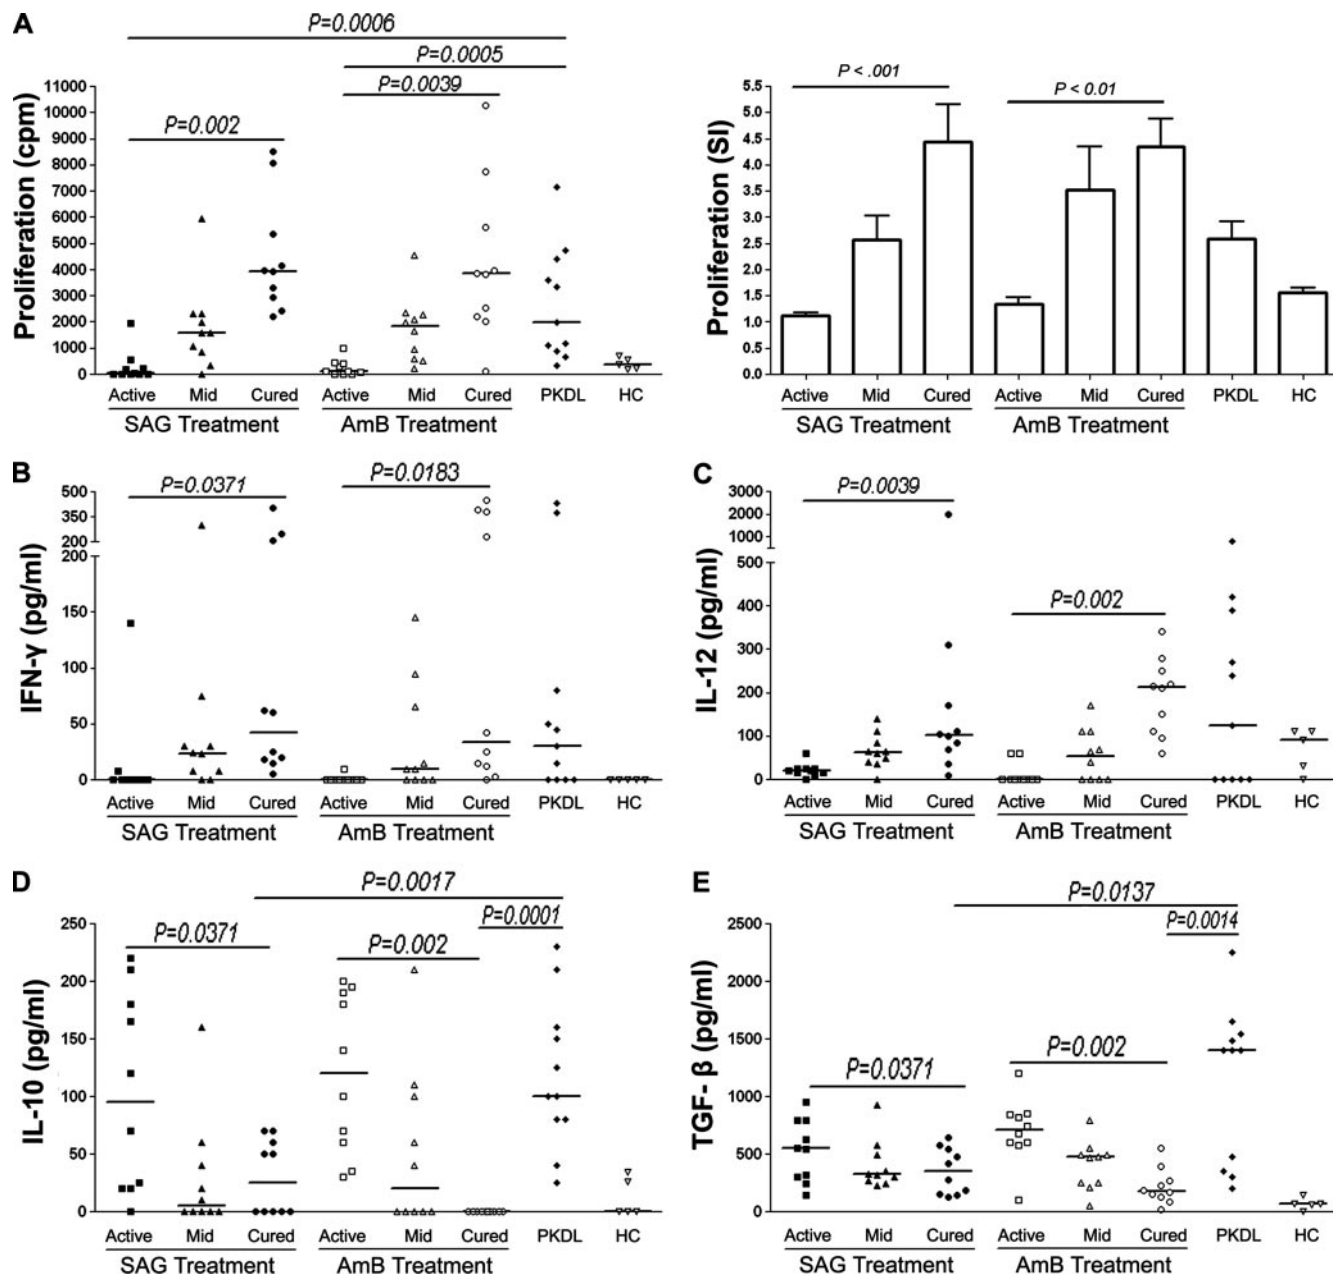 A
P=0.0006
P=0.0005
P=0.0039
P=0.002
Proliferation (cpm)
11000
10000
9000
8000
7000
6000
5000
4000
3000
2000
1000
0
Active Mid Cured Active Mid Cured PKDL HC
SAG Treatment AmB Treatment
P < .001
P < 0.01
Proliferation (SI)
5.5
5.0
4.5
4.0
3.5
3.0
2.5
2.0
1.5
1.0
0.5
0.0
Active Mid Cured Active Mid Cured PKDL HC
SAG Treatment AmB Treatment
B
P=0.0371
P=0.0183
IFN-γ (pg/ml)
500
350
200
200
150
100
50
0
Active Mid Cured Active Mid Cured PKDL HC
SAG Treatment AmB Treatment
C
P=0.0039
P=0.002
IL-12 (pg/ml)
3000
2000
1000
500
400
300
200
100
0
Active Mid Cured Active Mid Cured PKDL HC
SAG Treatment AmB Treatment
D
P=0.0017
P=0.0001
P=0.0371
P=0.002
IL-10 (pg/ml)
250
200
150
100
50
0
Active Mid Cured Active Mid Cured PKDL HC
SAG Treatment AmB Treatment
E
P=0.0137
P=0.0014
P=0.002
P=0.0371
TGF- β (pg/ml)
2500
2000
1500
1000
500
0
Active Mid Cured Active Mid Cured PKDL HC
SAG Treatment AmB Treatment